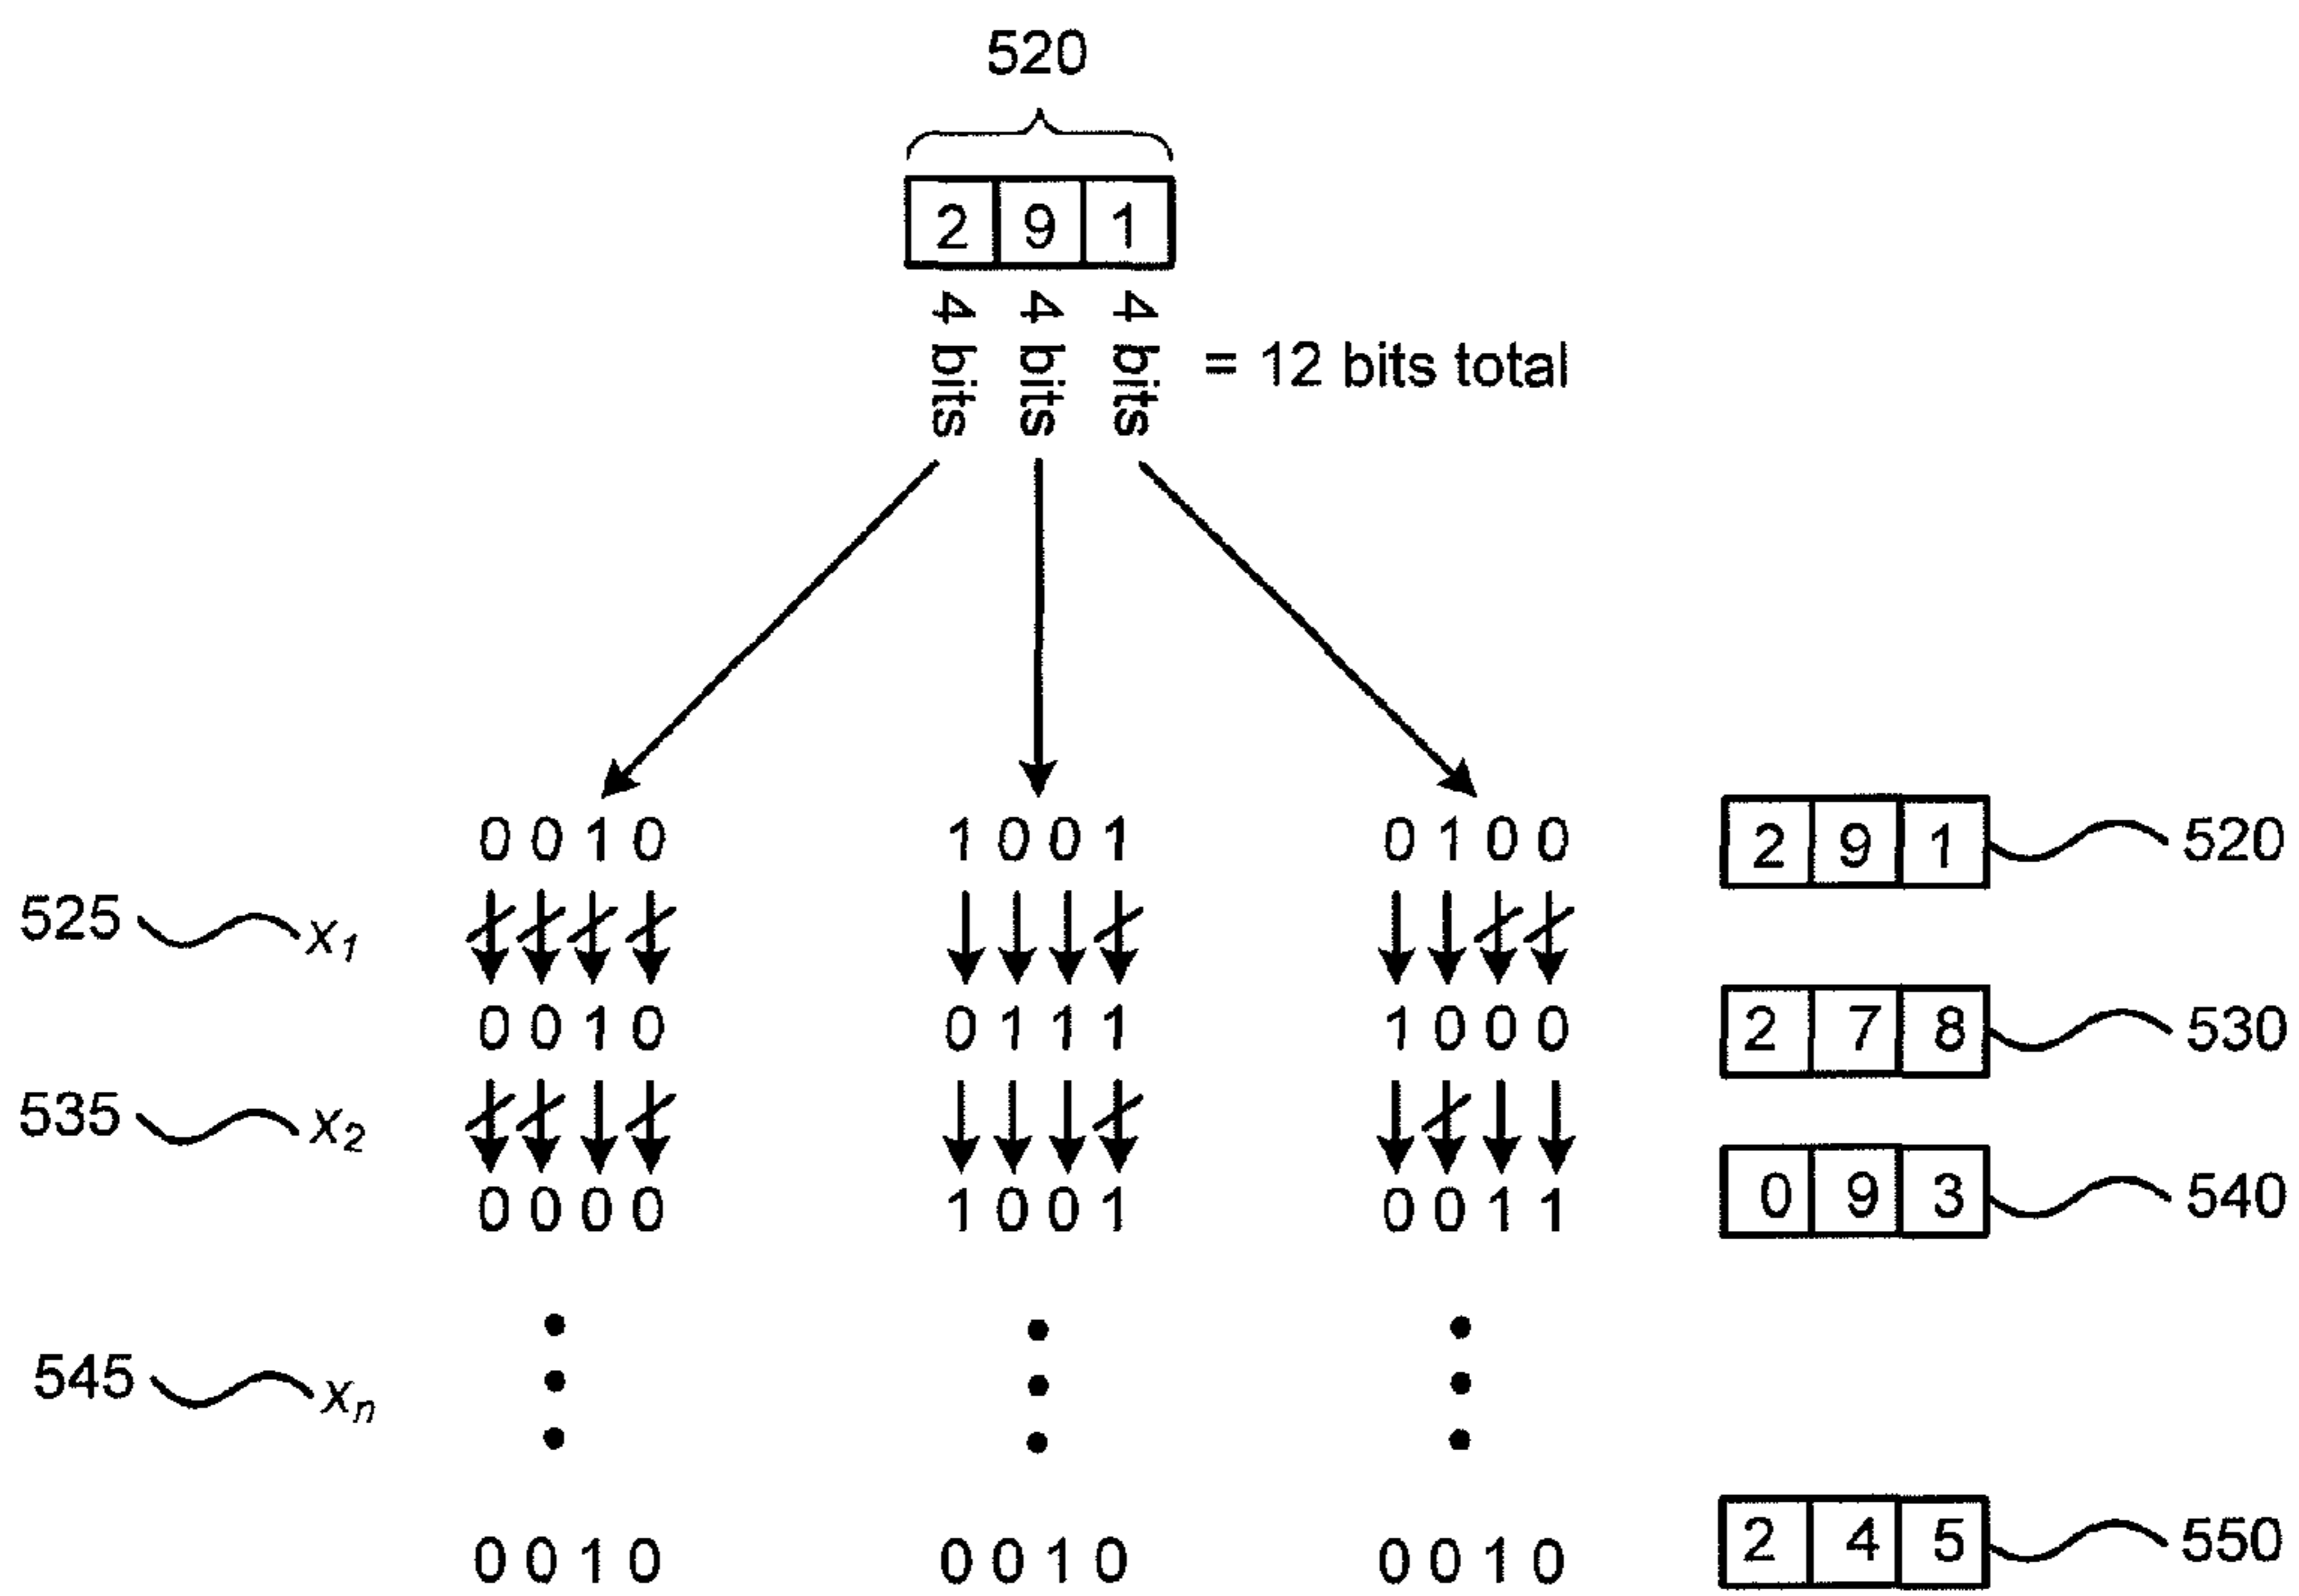 520
2 9 1
4 bits 4 bits 4 bits = 12 bits total
0 0 1 0 1 0 0 1 0 1 0 0 2 9 1 520
525 x1
0 0 1 0 0 1 1 1 1 0 0 0 2 7 8 530
535 x2
0 0 0 0 1 0 0 1 0 0 1 1 0 9 3 540
545 xn
0 0 1 0 0 0 1 0 0 0 1 0 2 4 5 550